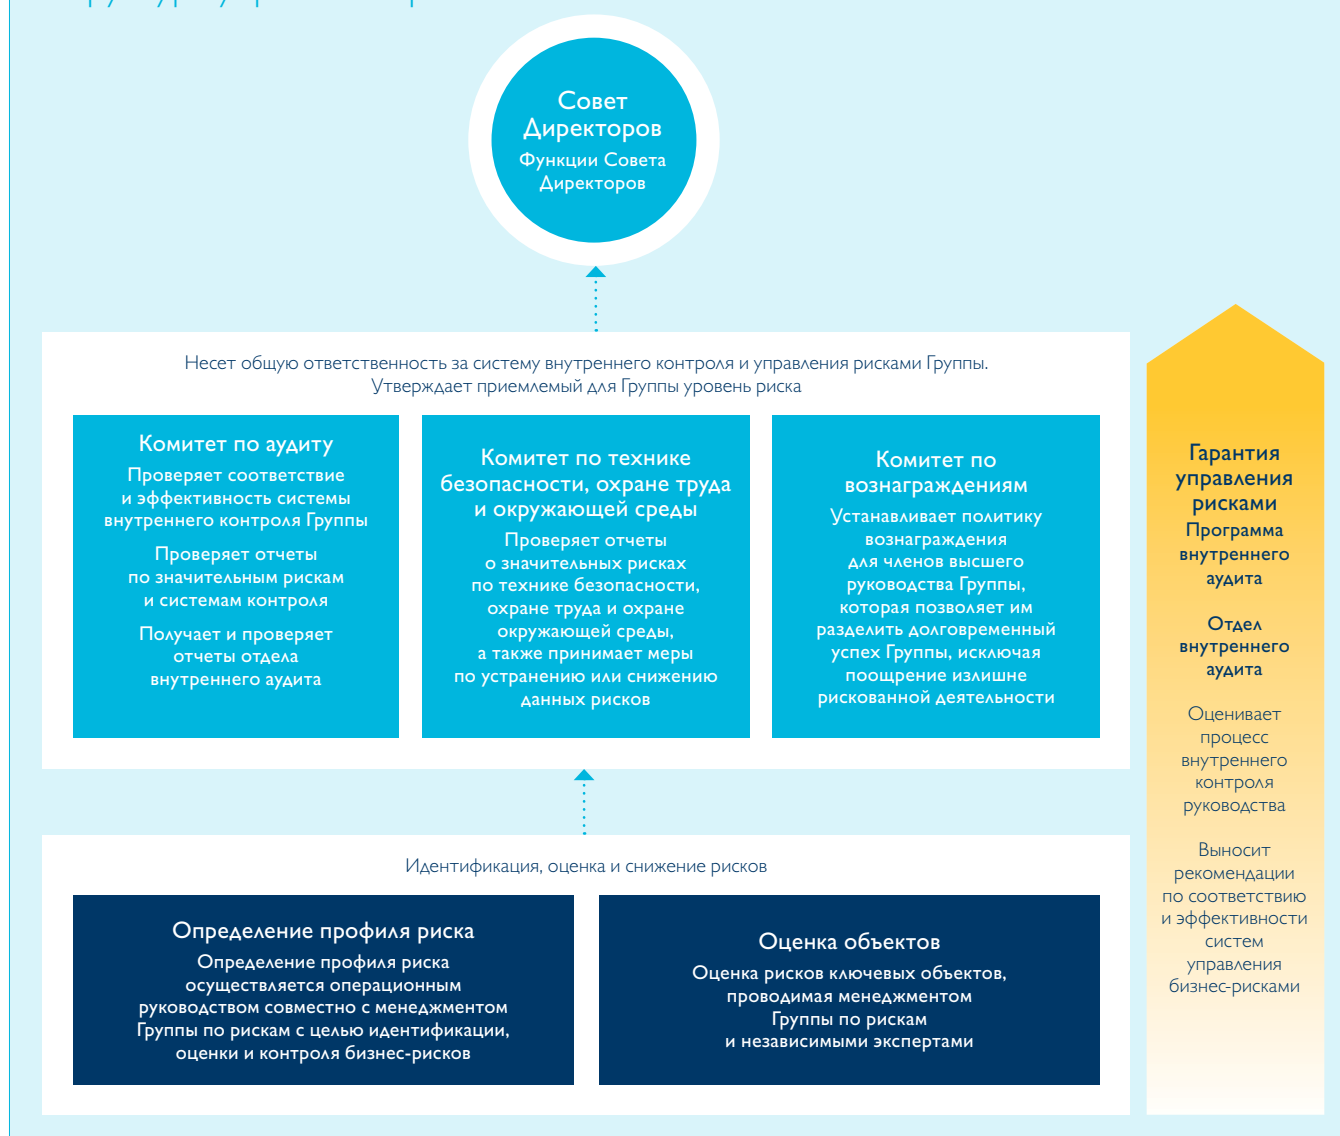 Совет
Директоров
Функции Совета
Директоров
Несет общую ответственность за систему внутреннего контроля и управления рисками Группы.
Утверждает приемлемый для Группы уровень риска
Комитет по аудиту
Проверяет соответствие
и эффективность системы
внутреннего контроля Группы
Проверяет отчеты
по значительным рискам
и системам контроля
Получает и проверяет
отчеты отдела
внутреннего аудита
Комитет по технике
безопасности, охране труда
и окружающей среды
Проверяет отчеты
о значительных рисках
по технике безопасности,
охране труда и охране
окружающей среды,
а также принимает меры
по устранению или снижению
данных рисков
Комитет по
вознаграждениям
Устанавливает политику
вознаграждения
для членов высшего
руководства Группы,
которая позволяет им
разделить долговременный
успех Группы, исключая
поощрение излишне
рискованной деятельности
Идентификация, оценка и снижение рисков
Определение профиля риска
Определение профиля риска
осуществляется операционным
руководством совместно с менеджментом
Группы по рискам с целью идентификации,
оценки и контроля бизнес-рисков
Оценка объектов
Оценка рисков ключевых объектов,
проводимая менеджментом
Группы по рискам
и независимыми экспертами
Гарантия
управления
рисками
Программа
внутреннего
аудита
Отдел
внутреннего
аудита
Оценивает
процесс
внутреннего
контроля
руководства
Выносит
рекомендации
по соответствию
и эффективности
систем
управления
бизнес-рисками